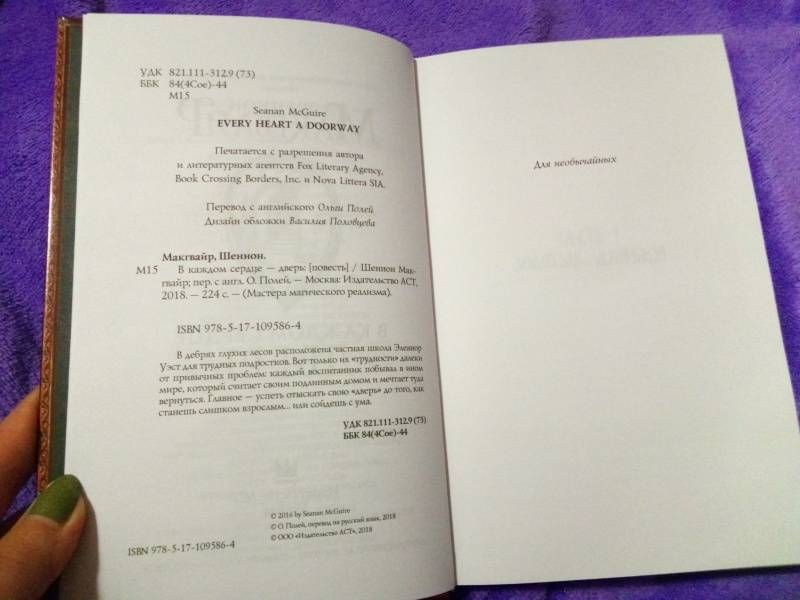 УДК 821.111-312.9 (73)
ББК 84(4Сое)-44
М15
Seanan McGuire
EVERY HEART A DOORWAY
Печатается с разрешения автора
и литературных агентств Fox Literary Agency,
Book Crossing Borders, Inc. и Nova Littera SIA.
Перевод с английского Ольги Полей
Дизайн обложки Василия Половцева
Макгвайр, Шеннон.
М15 В каждом сердце — дверь: [повесть] / Шеннон Мак-
гвайр; пер. с англ. О. Полей. — Москва: Издательство АСТ,
2018. — 224 с. — (Мастера магического реализма).
ISBN 978-5-17-109586-4
В дебрях глухих лесов расположена частная школа Элеанор
Уэст для трудных подростков. Вот только их «трудности» далеки
от привычных проблем: каждый воспитанник побывал в ином
мире, который считает своим подлинным домом и мечтает туда
вернуться. Главное — успеть отыскать свою «дверь» до того, как
станешь слишком взрослым... или сойдешь с ума.
УДК 821.111-312.9 (73)
ББК 84(4Сое)-44
© 2016 by Seanan McGuire
© О. Полей, перевод на русский язык, 2018
© ООО «Издательство АСТ», 2018
ISBN 978-5-17-109586-4
Для необычайных